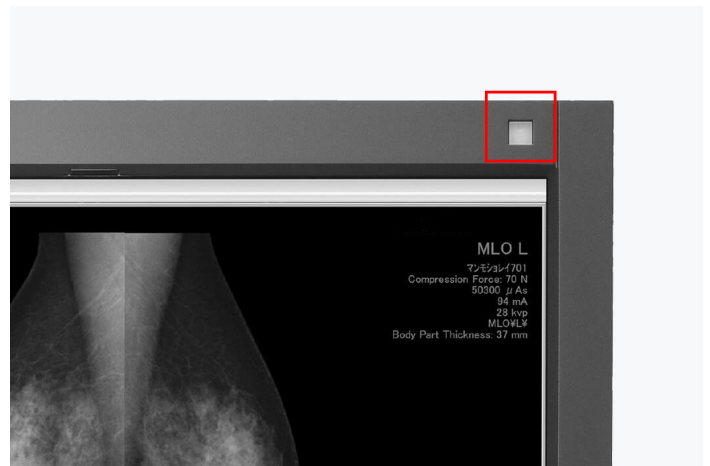 MLO L
マンモショレイ701
Compression Force: 70 N
50300 μAs
94 mA
28 kvp
MLO¥L¥
Body Part Thickness: 37 mm